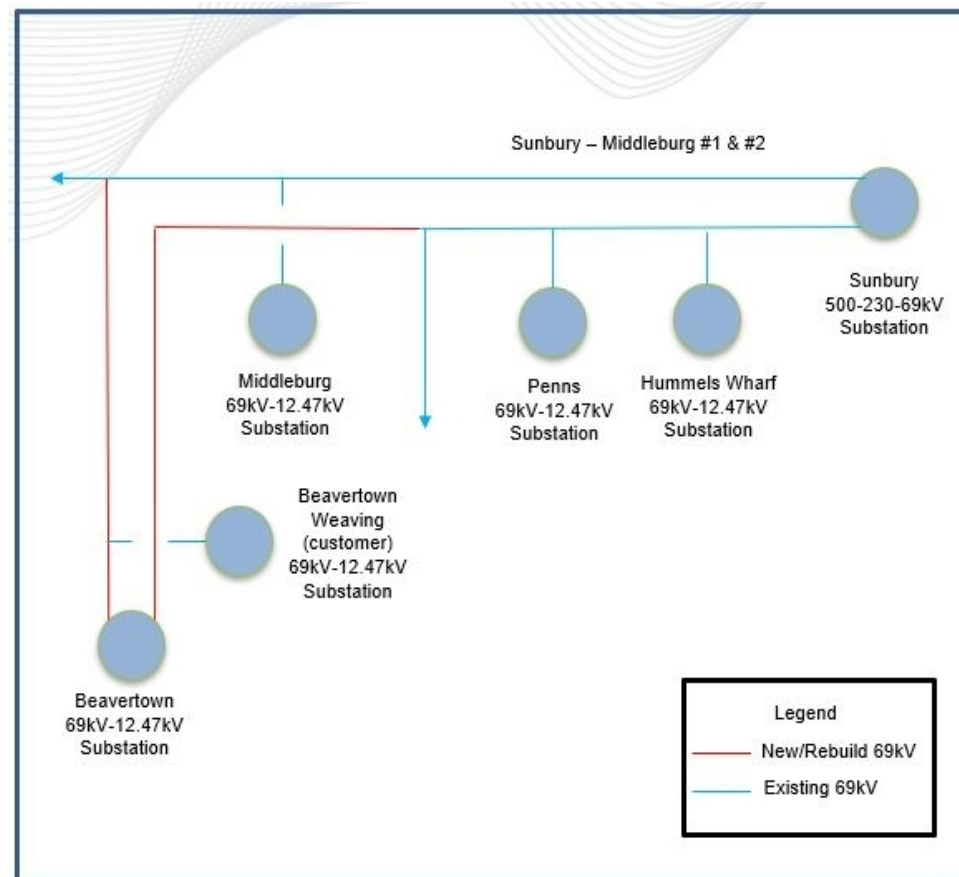 Sunbury – Middleburg #1 & #2
Sunbury
500-230-69kV
Substation
Middleburg
69kV-12.47kV
Substation
Penns
69kV-12.47kV
Substation
Hummels Wharf
69kV-12.47kV
Substation
Beavertown
Weaving
(customer)
69kV-12.47kV
Substation
Beavertown
69kV-12.47kV
Substation
Legend
New/Rebuild 69kV
Existing 69kV